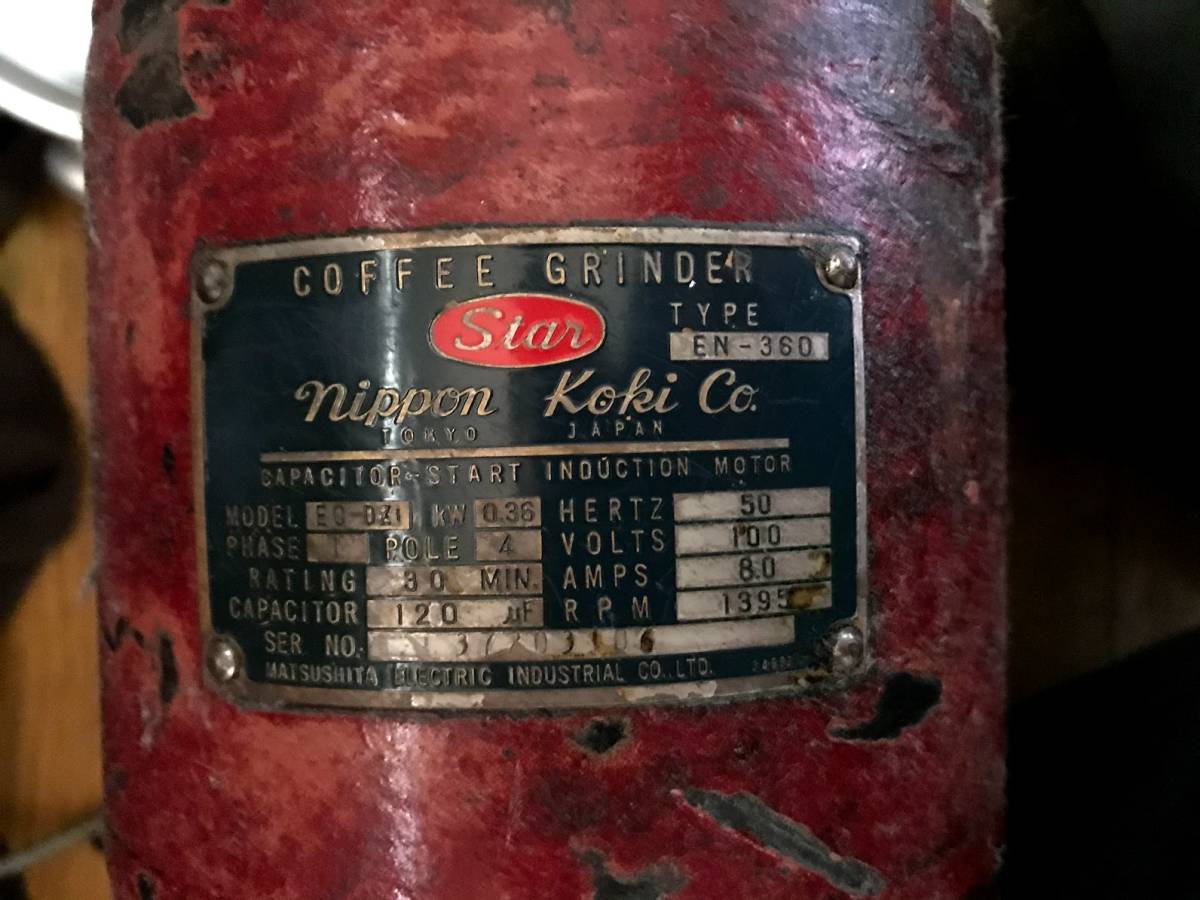 COFFEE GRINDER
Star
TYPE
EN-360
Nippon Koki Co.
TOKYO JAPAN
CAPACITOR-START INDUCTION MOTOR
MODEL KW 0.36 HERTZ 50
PHASE 1 POLE 4 VOLTS 100
RATING 30 MIN. AMPS 8.0
CAPACITOR 120 μF RPM 1395
SER NO.
MATSUSHITA ELECTRIC INDUSTRIAL CO., LTD.